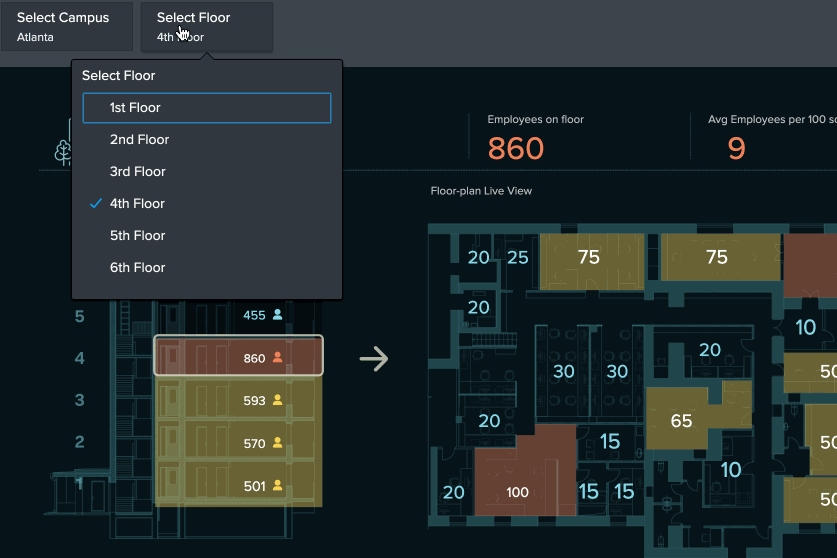 Select Campus
Atlanta
Select Floor
4th floor
Select Floor
1st Floor
2nd Floor
3rd Floor
4th Floor
5th Floor
6th Floor
Employees on floor
860
Avg Employees per 100
9
Floor-plan Live View
5
455
4
860
3
593
2
570
1
501
20
25
75
75
20
10
30
30
20
50
20
65
15
50
10
20
100
15
15
50